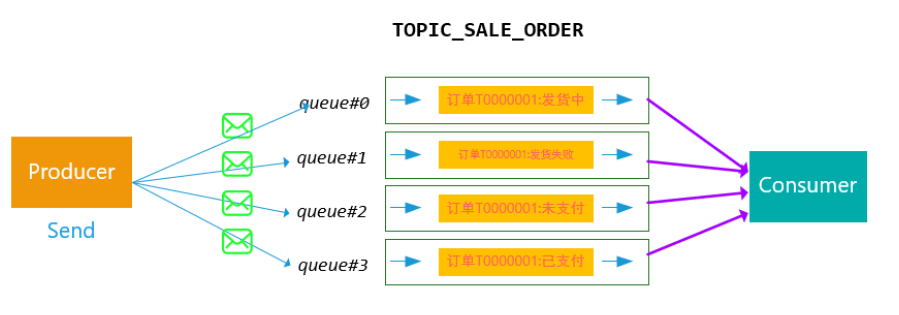 TOPIC_SALE_ORDER
queue#0
订单T0000001:发货中
Producer
Send
queue#1
订单T0000001:发货失败
queue#2
订单T0000001:未支付
queue#3
订单T0000001:已支付
Consumer